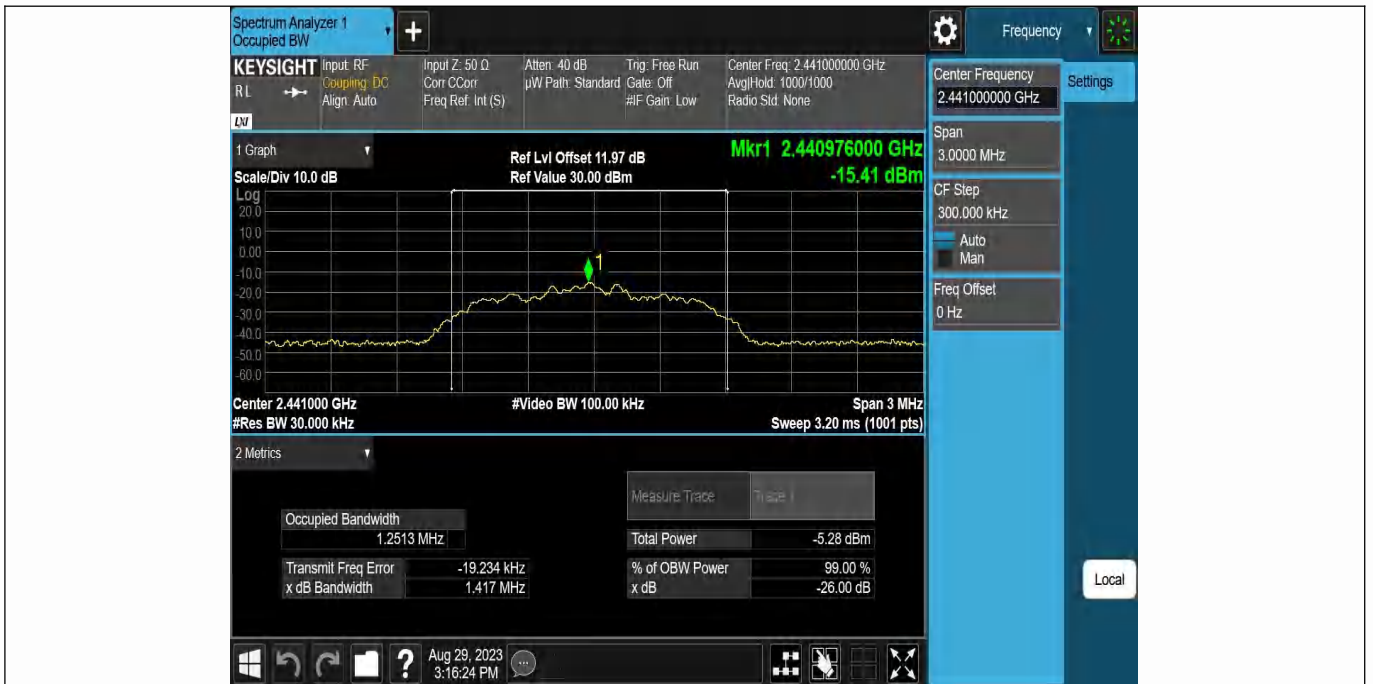 Spectrum Analyzer 1
Occupied BW
Frequency
KEYSIGHT
RL
LXI
Input: RF
Coupling: DC
Align: Auto
Input Z: 50 Ω
Corr CCorr
Freq Ref: Int (S)
Atten: 40 dB
µW Path: Standard
Trig: Free Run
Gate: Off
#IF Gain: Low
Center Freq: 2.441000000 GHz
Avg|Hold: 1000/1000
Radio Std: None
Center Frequency
2.441000000 GHz
Settings
Span
3.0000 MHz
CF Step
300.000 kHz
Auto
Man
Freq Offset
0 Hz
Local
1 Graph
Scale/Div 10.0 dB
Ref Lvl Offset 11.97 dB
Ref Value 30.00 dBm
Mkr1 2.440976000 GHz
-15.41 dBm
Log
20.0
10.0
0.00
-10.0
-20.0
-30.0
-40.0
-50.0
-60.0
1
Center 2.441000 GHz
#Video BW 100.00 kHz
Span 3 MHz
#Res BW 30.000 kHz
Sweep 3.20 ms (1001 pts)
2 Metrics
Measure Trace
Trace 1
Occupied Bandwidth
1.2513 MHz
Total Power
-5.28 dBm
Transmit Freq Error
-19.234 kHz
% of OBW Power
99.00 %
x dB Bandwidth
1.417 MHz
x dB
-26.00 dB
Aug 29, 2023
3:16:24 PM